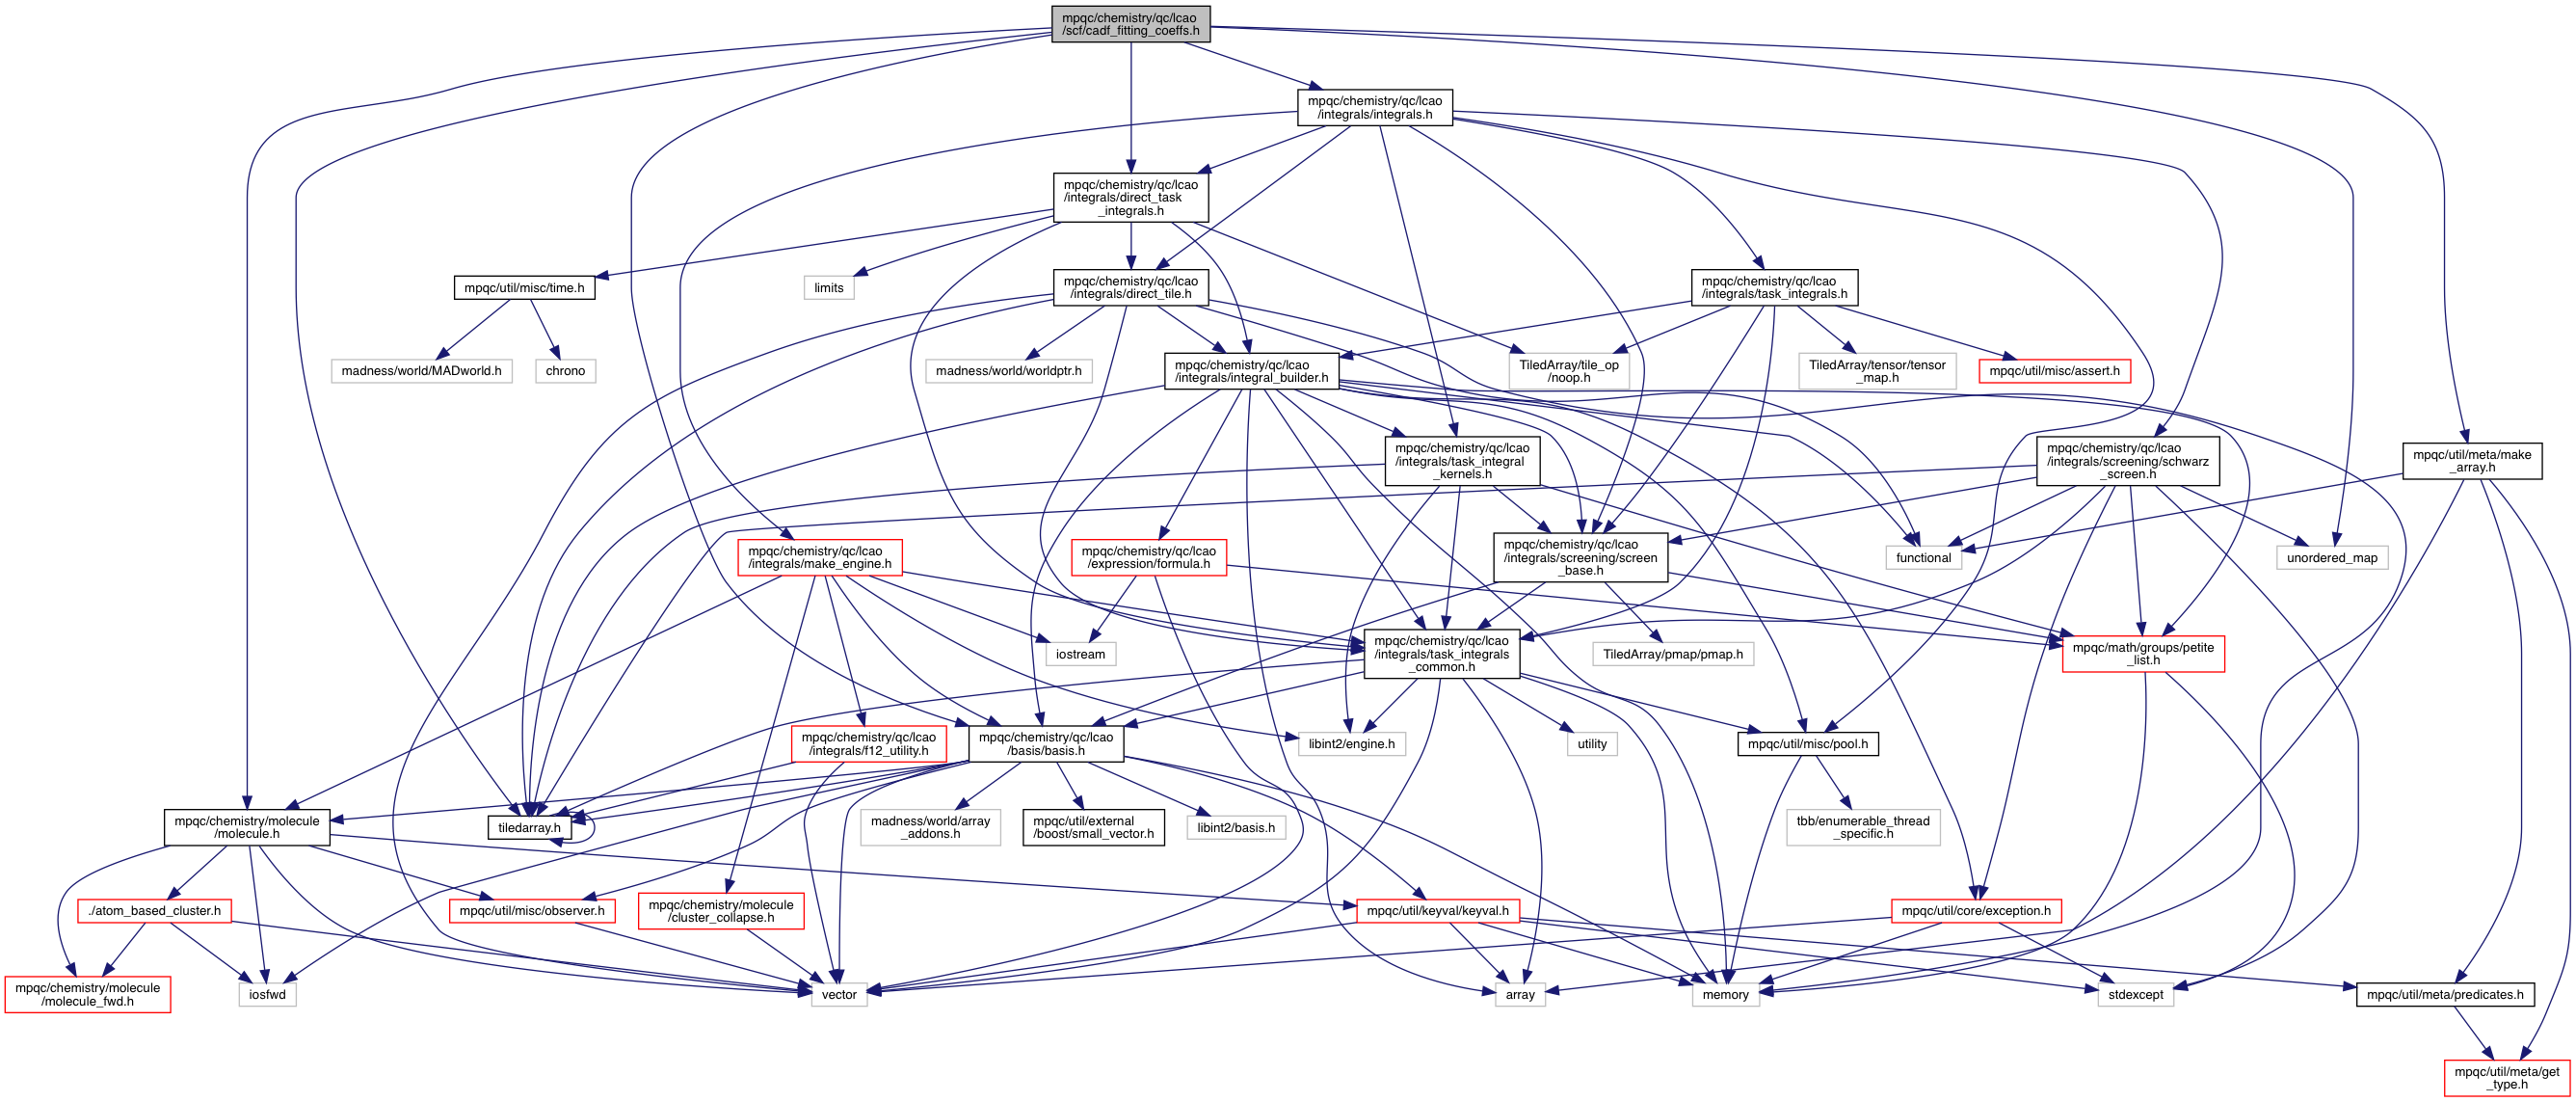 mpqc/chemistry/qc/lcao
/scf/cadf_fitting_coeffs.h
mpqc/chemistry/qc/lcao
/integrals/integrals.h
mpqc/chemistry/qc/lcao
/integrals/direct_task
_integrals.h
mpqc/util/misc/time.h
limits
mpqc/chemistry/qc/lcao
/integrals/direct_tile.h
mpqc/chemistry/qc/lcao
/integrals/task_integrals.h
madness/world/MADworld.h
chrono
madness/world/worldptr.h
mpqc/chemistry/qc/lcao
/integrals/integral_builder.h
TiledArray/tile_op
/noop.h
TiledArray/tensor/tensor
_map.h
mpqc/util/misc/assert.h
mpqc/chemistry/qc/lcao
/integrals/task_integral
_kernels.h
mpqc/chemistry/qc/lcao
/integrals/screening/schwarz
_screen.h
mpqc/util/meta/make
_array.h
mpqc/chemistry/qc/lcao
/integrals/make_engine.h
mpqc/chemistry/qc/lcao
/expression/formula.h
mpqc/chemistry/qc/lcao
/integrals/screening/screen
_base.h
functional
unordered_map
iostream
mpqc/chemistry/qc/lcao
/integrals/task_integrals
_common.h
TiledArray/pmap/pmap.h
mpqc/math/groups/petite
_list.h
mpqc/chemistry/qc/lcao
/integrals/f12_utility.h
mpqc/chemistry/qc/lcao
/basis/basis.h
libint2/engine.h
utility
mpqc/util/misc/pool.h
mpqc/chemistry/molecule
/molecule.h
tiledarray.h
madness/world/array
_addons.h
mpqc/util/external
/boost/small_vector.h
libint2/basis.h
tbb/enumerable_thread
_specific.h
./atom_based_cluster.h
mpqc/util/misc/observer.h
mpqc/chemistry/molecule
/cluster_collapse.h
mpqc/util/keyval/keyval.h
mpqc/util/core/exception.h
mpqc/chemistry/molecule
/molecule_fwd.h
iosfwd
vector
array
memory
stdexcept
mpqc/util/meta/predicates.h
mpqc/util/meta/get
_type.h